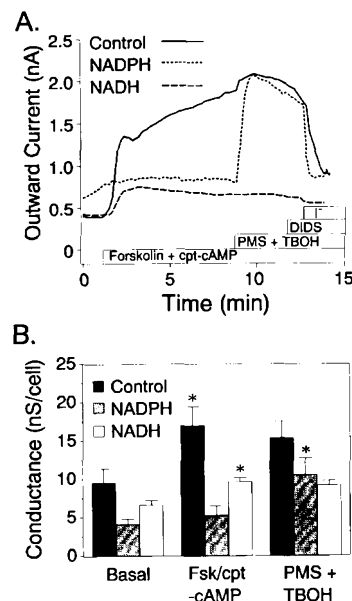 A.
Control
NADPH
NADH
Outward Current (nA)
2.5
2.0
1.5
1.0
0.5
0
DIDS
I-
PMS + TBOH
Forskolin + cpt-cAMP
0
5
10
15
Time (min)
B.
Conductance (nS/cell)
25
20
15
10
5
0
Control
NADPH
NADH
*
*
*
Basal
Fsk/cpt
-cAMP
PMS +
TBOH